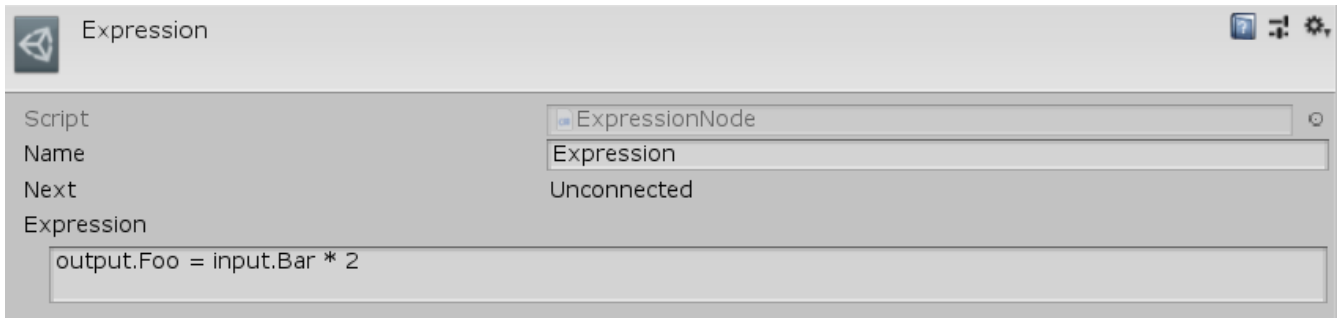 Expression
Script ExpressionNode
Name Expression
Next Unconnected
Expression
output.Foo = input.Bar * 2